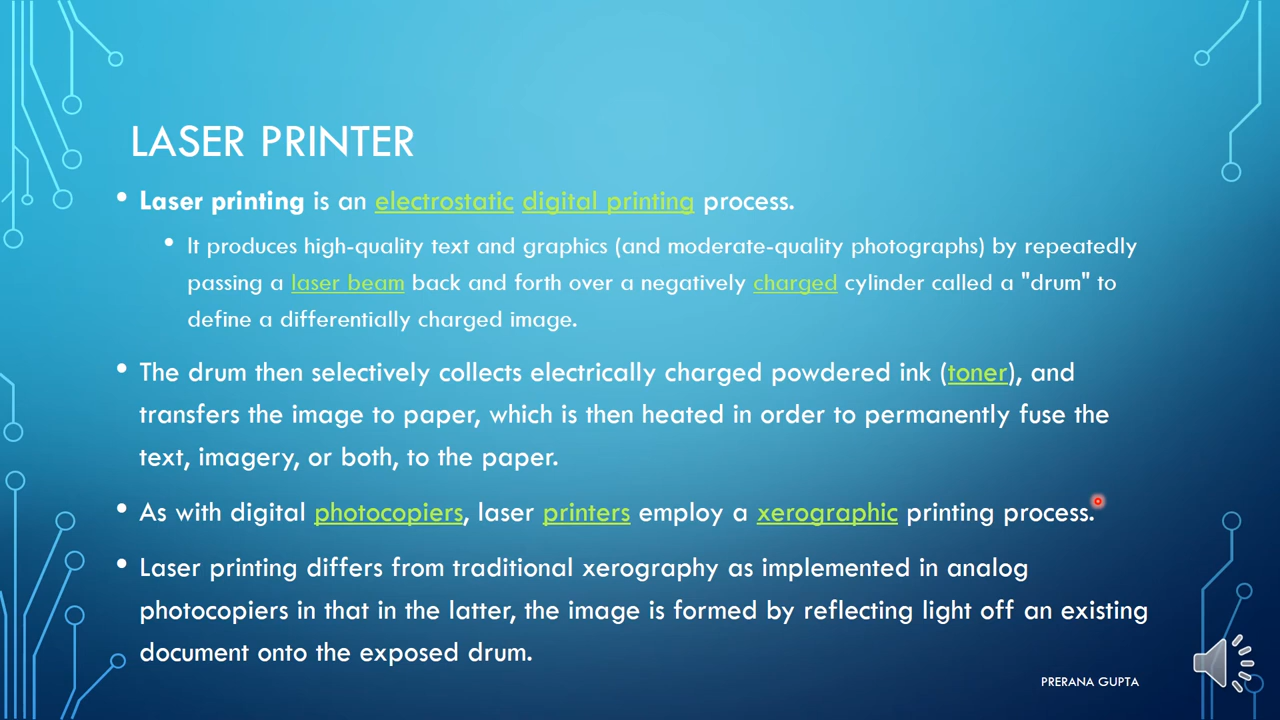 LASER PRINTER
• Laser printing is an electrostatic digital printing process.
• It produces high-quality text and graphics (and moderate-quality photographs) by repeatedly
passing a laser beam back and forth over a negatively charged cylinder called a "drum" to
define a differentially charged image.
• The drum then selectively collects electrically charged powdered ink (toner), and
transfers the image to paper, which is then heated in order to permanently fuse the
text, imagery, or both, to the paper.
• As with digital photocopiers, laser printers employ a xerographic printing process.
• Laser printing differs from traditional xerography as implemented in analog
photocopiers in that in the latter, the image is formed by reflecting light off an existing
document onto the exposed drum.
PRERANA GUPTA